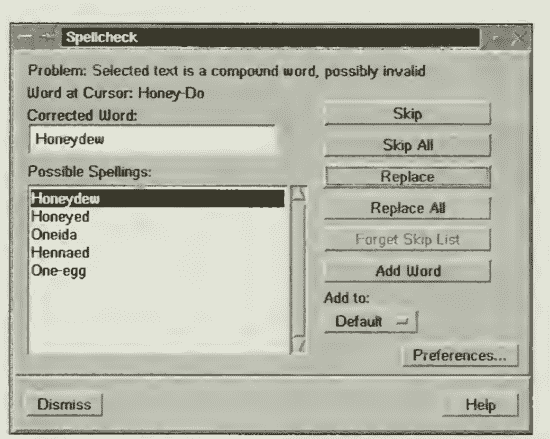 Spellcheck
Problem: Selected text is a compound word, possibly invalid
Word at Cursor: Honey-Do
Corrected Word:
Honeydew
Possible Spellings:
Honeydew
Honeyed
Oneida
Hennaed
One-egg
Skip
Skip All
Replace
Replace All
Forget Skip List
Add Word
Add to:
Default
Preferences...
Dismiss
Help